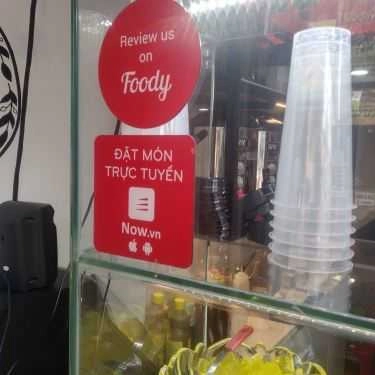 Review us
on
Foody
ĐẶT MÓN
TRỰC TUYẾN
Now.vn